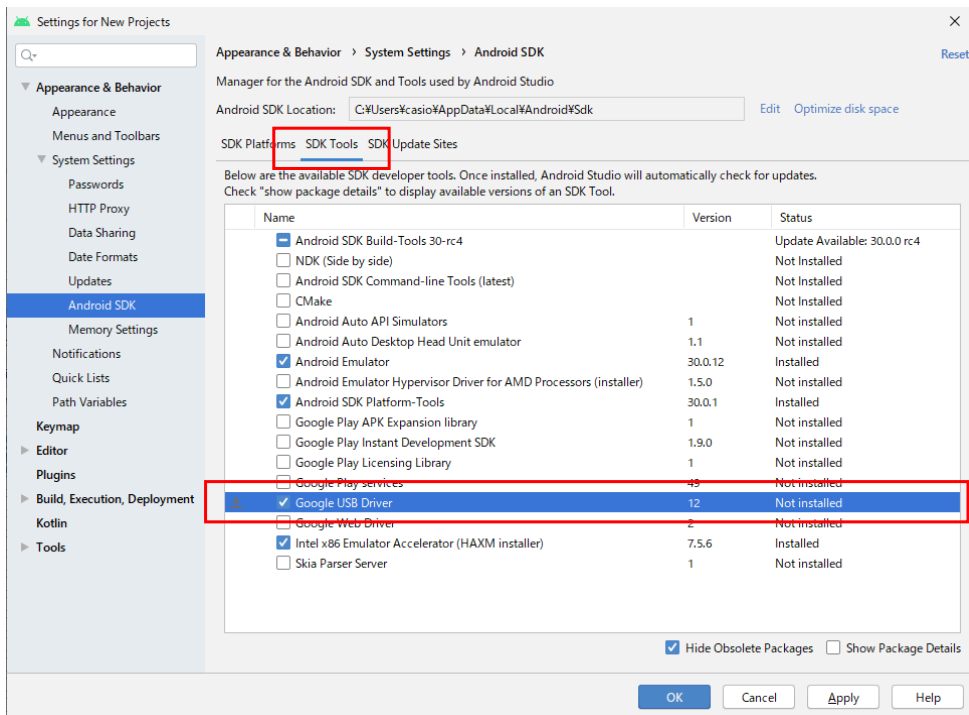 Settings for New Projects
Appearance & Behavior > System Settings > Android SDK
Reset
Manager for the Android SDK and Tools used by Android Studio
Android SDK Location: C:¥Users¥casio¥AppData¥Local¥Android¥Sdk Edit Optimize disk space
SDK Platforms SDK Tools SDK Update Sites
Below are the available SDK developer tools. Once installed, Android Studio will automatically check for updates.
Check "show package details" to display available versions of an SDK Tool.
Appearance & Behavior
Appearance
Menus and Toolbars
System Settings
Passwords
HTTP Proxy
Data Sharing
Date Formats
Updates
Android SDK
Memory Settings
Notifications
Quick Lists
Path Variables
Keymap
Editor
Plugins
Build, Execution, Deployment
Kotlin
Tools
Name Version Status
Android SDK Build-Tools 30-rc4 Update Available: 30.0.0 rc4
NDK (Side by side) Not Installed
Android SDK Command-line Tools (latest) Not Installed
CMake Not Installed
Android Auto API Simulators 1 Not installed
Android Auto Desktop Head Unit emulator 1.1 Not installed
Android Emulator 30.0.12 Installed
Android Emulator Hypervisor Driver for AMD Processors (installer) 1.5.0 Not installed
Android SDK Platform-Tools 30.0.1 Installed
Google Play APK Expansion library 1 Not installed
Google Play Instant Development SDK 1.9.0 Not installed
Google Play Licensing Library 1 Not installed
Google Play services 49 Not installed
Google USB Driver 12 Not installed
Google Web Driver 2 Not installed
Intel x86 Emulator Accelerator (HAXM installer) 7.5.6 Installed
Skia Parser Server 1 Not installed
Hide Obsolete Packages Show Package Details
OK Cancel Apply Help